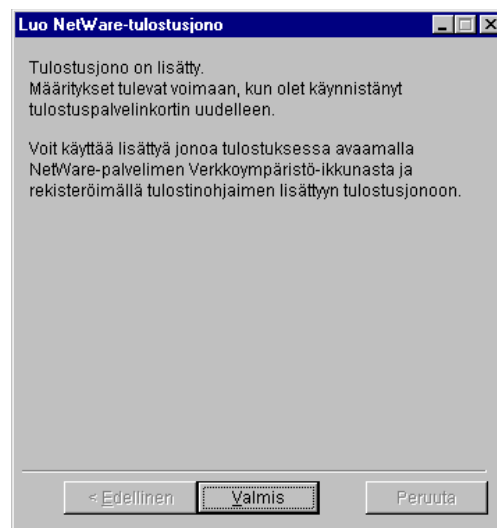 Luo NetWare-tulostusjono
Tulostusjono on lisätty.
Määritykset tulevat voimaan, kun olet käynnistänyt
tulostuspalvelinkortin uudelleen.
Voit käyttää lisättyä jonoa tulostuksessa avaamalla
NetWare-palvelimen Verkkoympäristö-ikkunasta ja
rekisteröimällä tulostinohjaimen lisättyyn tulostusjonoon.
< Edellinen Valmis Peruuta